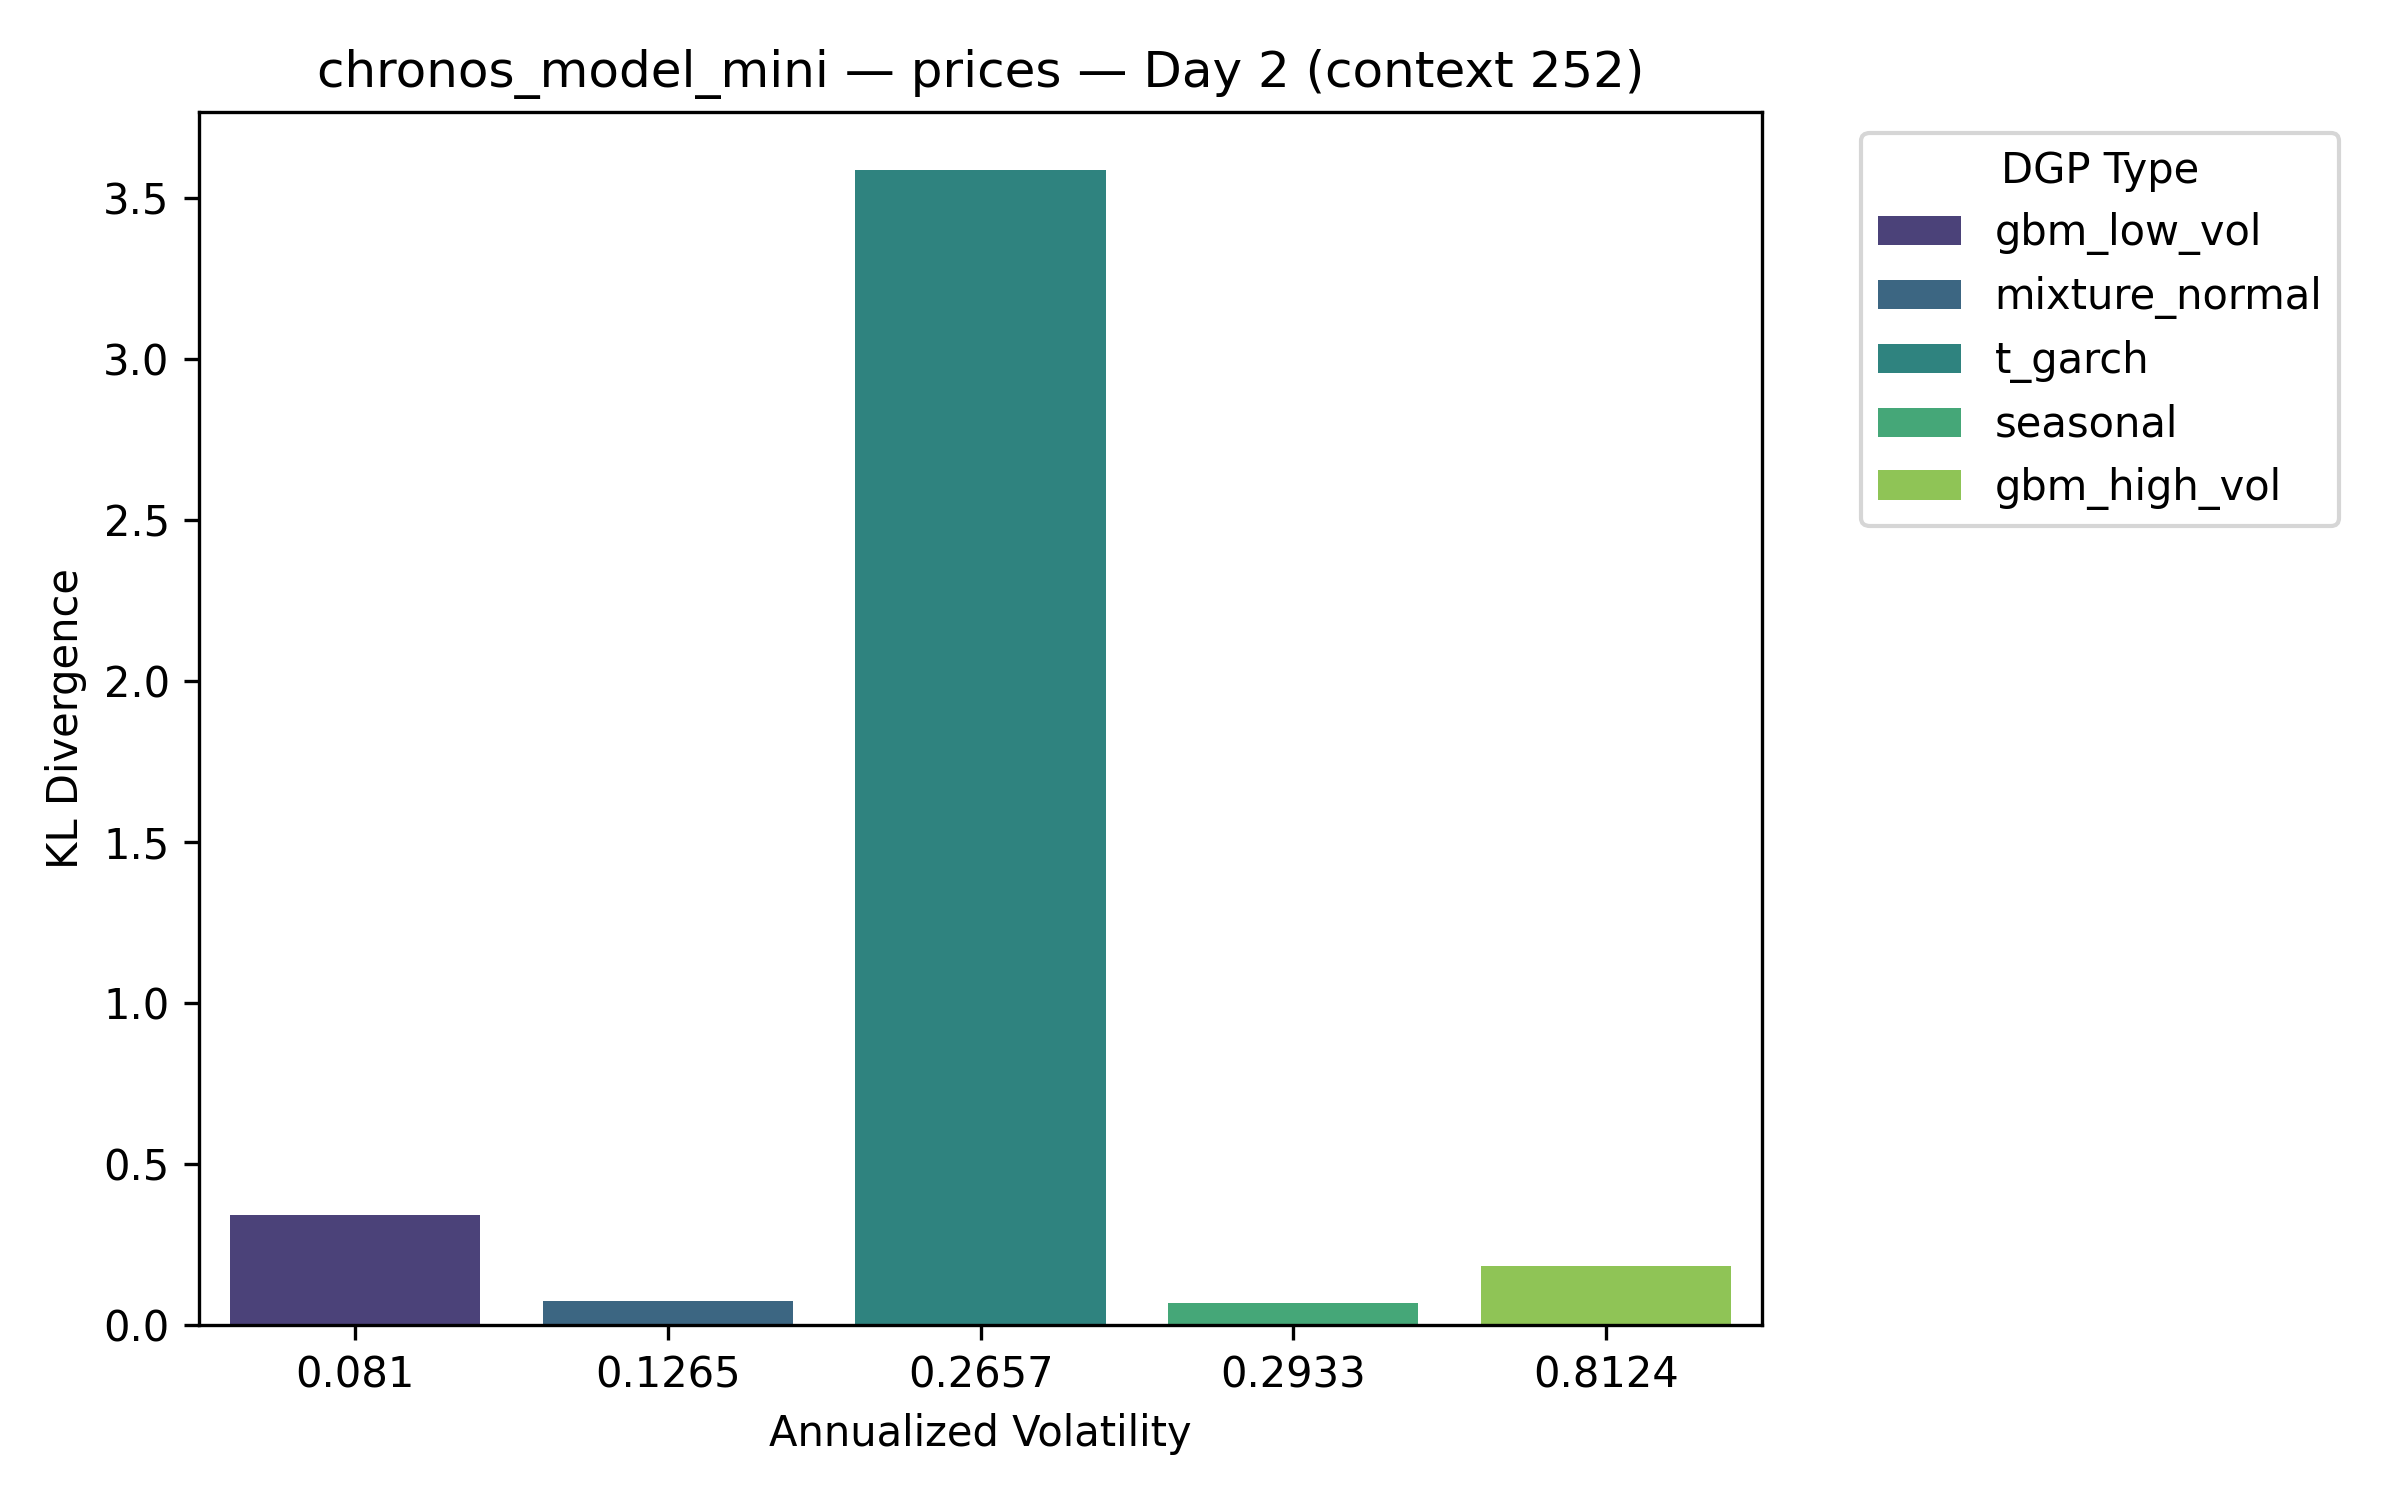 chronos_model_mini — prices — Day 2 (context 252)
KL Divergence
3.5
3.0
2.5
2.0
1.5
1.0
0.5
0.0
0.081 0.1265 0.2657 0.2933 0.8124
Annualized Volatility
DGP Type
gbm_low_vol
mixture_normal
t_garch
seasonal
gbm_high_vol